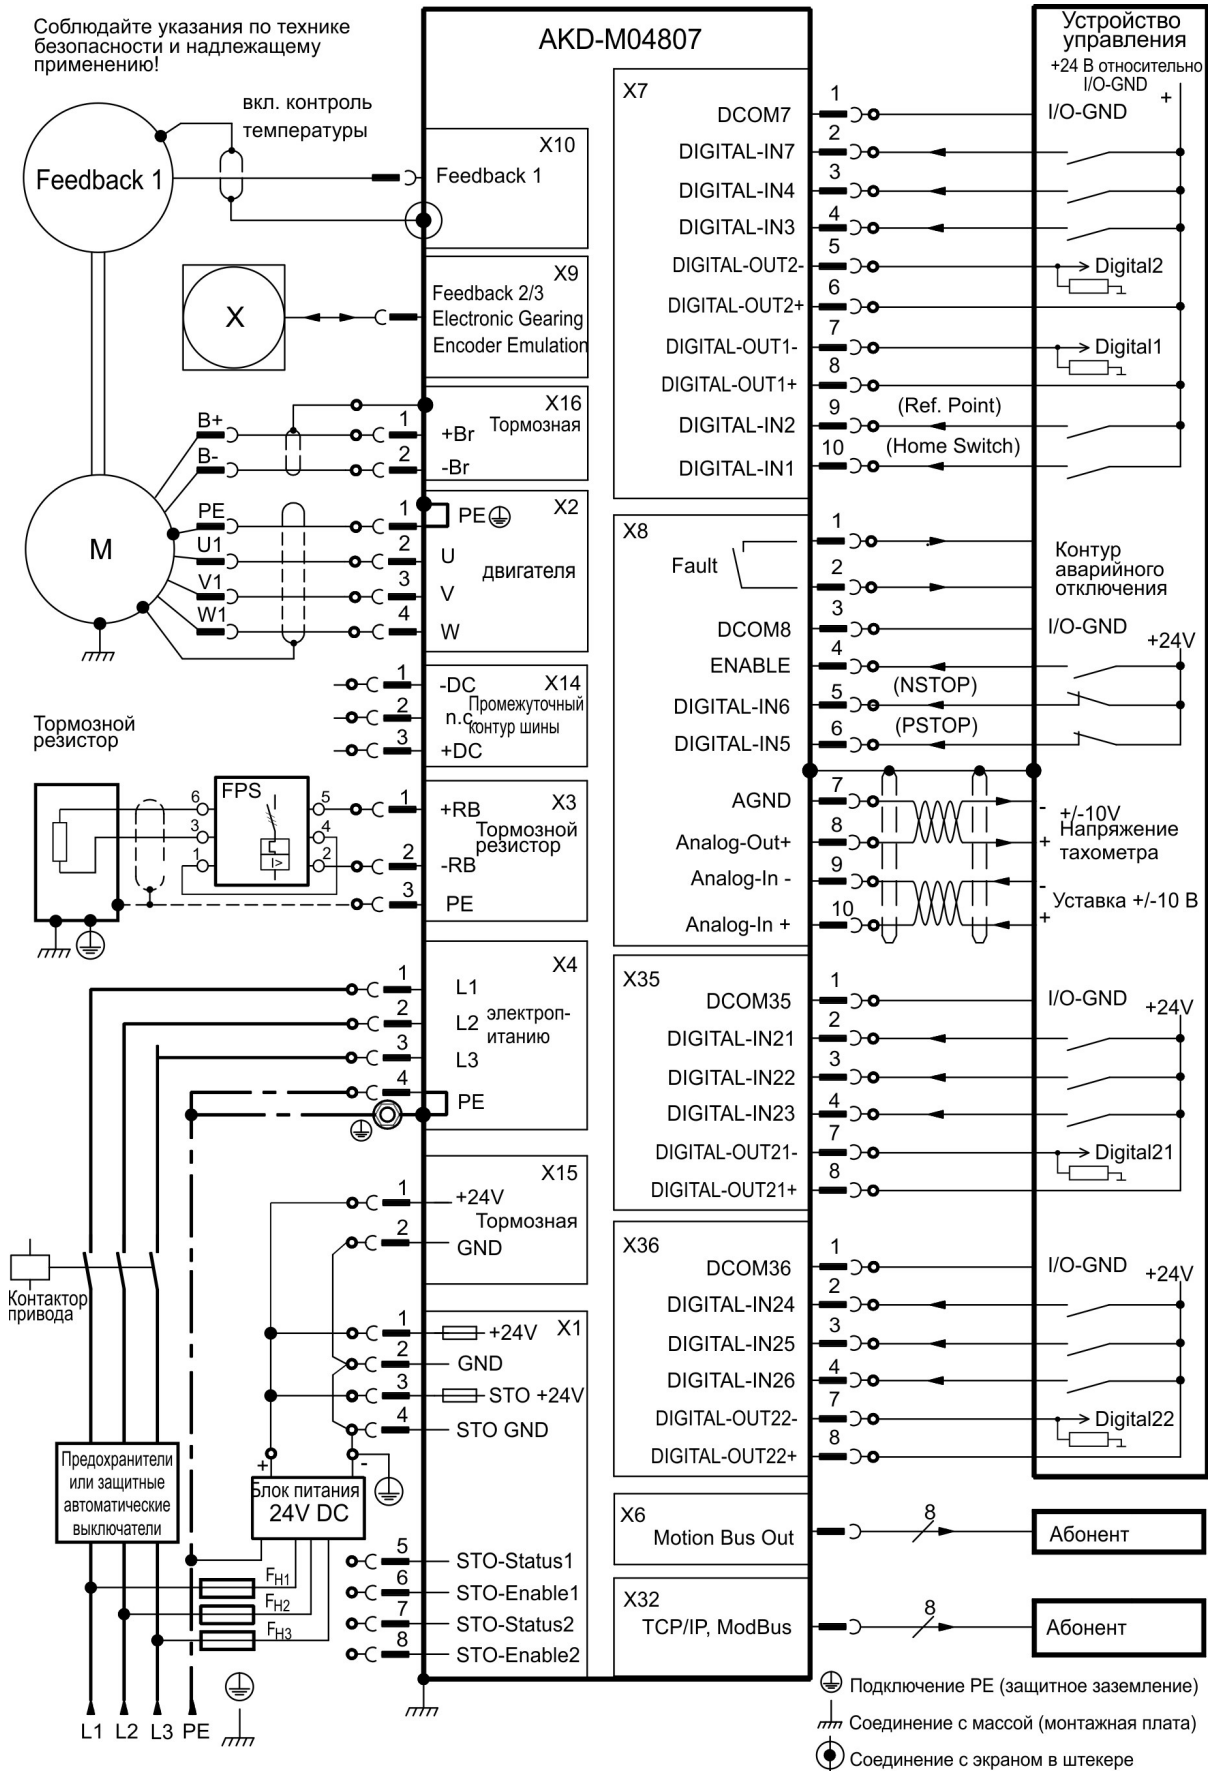 Соблюдайте указания по технике
безопасности и надлежащему
применению!
AKD-M04807
Feedback 1
вкл. контроль
температуры
X10
Feedback 1
X
X9
Feedback 2/3
Electronic Gearing
Encoder Emulation
X16
Тормозная
B+
1
+Br
B-
2
-Br
M
X2
двигателя
PE
1
PE
U1
2
U
V1
3
V
W1
4
W
X14
Промежуточный
контур шины
1
-DC
2
n.c.
3
+DC
Тормозной
резистор
FPS
6
3
1
5
4
2
I>
X3
Тормозной
резистор
1
+RB
2
-RB
3
PE
X4
электроп-
итанию
1
L1
2
L2
3
L3
4
PE
X15
Тормозная
1
+24V
2
GND
Контактор
привода
X1
1
+24V
2
GND
3
STO +24V
4
STO GND
5
STO-Status1
6
STO-Enable1
7
STO-Status2
8
STO-Enable2
Предохранители
или защитные
автоматические
выключатели
+
-
Блок питания
24V DC
FH1
FH2
FH3
L1
L2
L3
PE
X7
1
DCOM7
2
DIGITAL-IN7
3
DIGITAL-IN4
4
DIGITAL-IN3
5
DIGITAL-OUT2-
6
DIGITAL-OUT2+
7
DIGITAL-OUT1-
8
DIGITAL-OUT1+
9
DIGITAL-IN2
(Ref. Point)
10
DIGITAL-IN1
(Home Switch)
Устройство
управления
+24 В относительно
I/O-GND
+
I/O-GND
Digital2
Digital1
X8
Fault
1
2
3
DCOM8
4
ENABLE
5
DIGITAL-IN6
(NSTOP)
6
DIGITAL-IN5
(PSTOP)
7
AGND
8
Analog-Out+
9
Analog-In -
10
Analog-In +
Контур
аварийного
отключения
I/O-GND
+24V
-
+/-10V
Напряжение
+
тахометра
-
Уставка +/-10 В
+
X35
1
DCOM35
2
DIGITAL-IN21
3
DIGITAL-IN22
4
DIGITAL-IN23
7
DIGITAL-OUT21-
8
DIGITAL-OUT21+
I/O-GND
+24V
Digital21
X36
1
DCOM36
2
DIGITAL-IN24
3
DIGITAL-IN25
4
DIGITAL-IN26
7
DIGITAL-OUT22-
8
DIGITAL-OUT22+
I/O-GND
+24V
Digital22
X6
Motion Bus Out
8
Абонент
X32
TCP/IP, ModBus
8
Абонент
Подключение PE (защитное заземление)
Соединение с массой (монтажная плата)
Соединение с экраном в штекере